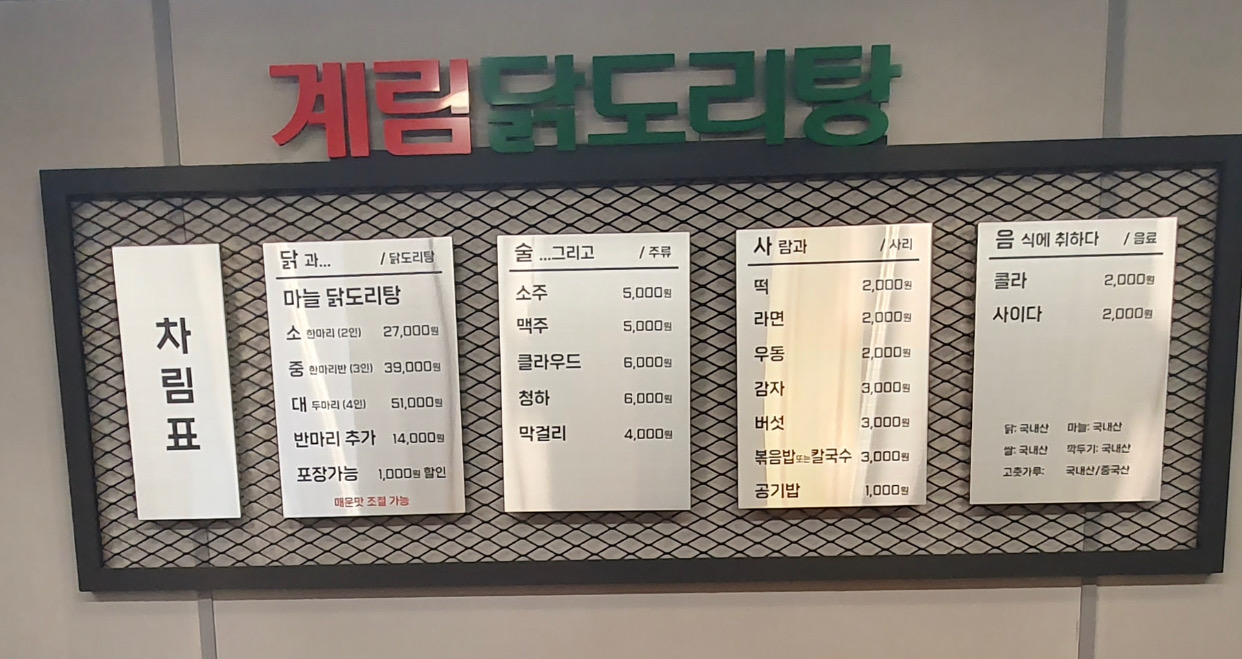 계림닭도리탕
차림표
닭 과... / 닭도리탕
마늘 닭도리탕
소 한마리 (2인) 27,000원
중 한마리반 (3인) 39,000원
대 두마리 (4인) 51,000원
반마리 추가 14,000원
포장가능 1,000원 할인
매운맛 조절 가능
술 ...그리고 / 주류
소주 5,000원
맥주 5,000원
클라우드 6,000원
청하 6,000원
막걸리 4,000원
사 람과 / 사리
떡 2,000원
라면 2,000원
우동 2,000원
감자 3,000원
버섯 3,000원
볶음밥또는칼국수 3,000원
공기밥 1,000원
음 식에 취하다 / 음료
콜라 2,000원
사이다 2,000원
닭: 국내산 마늘: 국내산
쌀: 국내산 깍두기: 국내산
고춧가루: 국내산/중국산